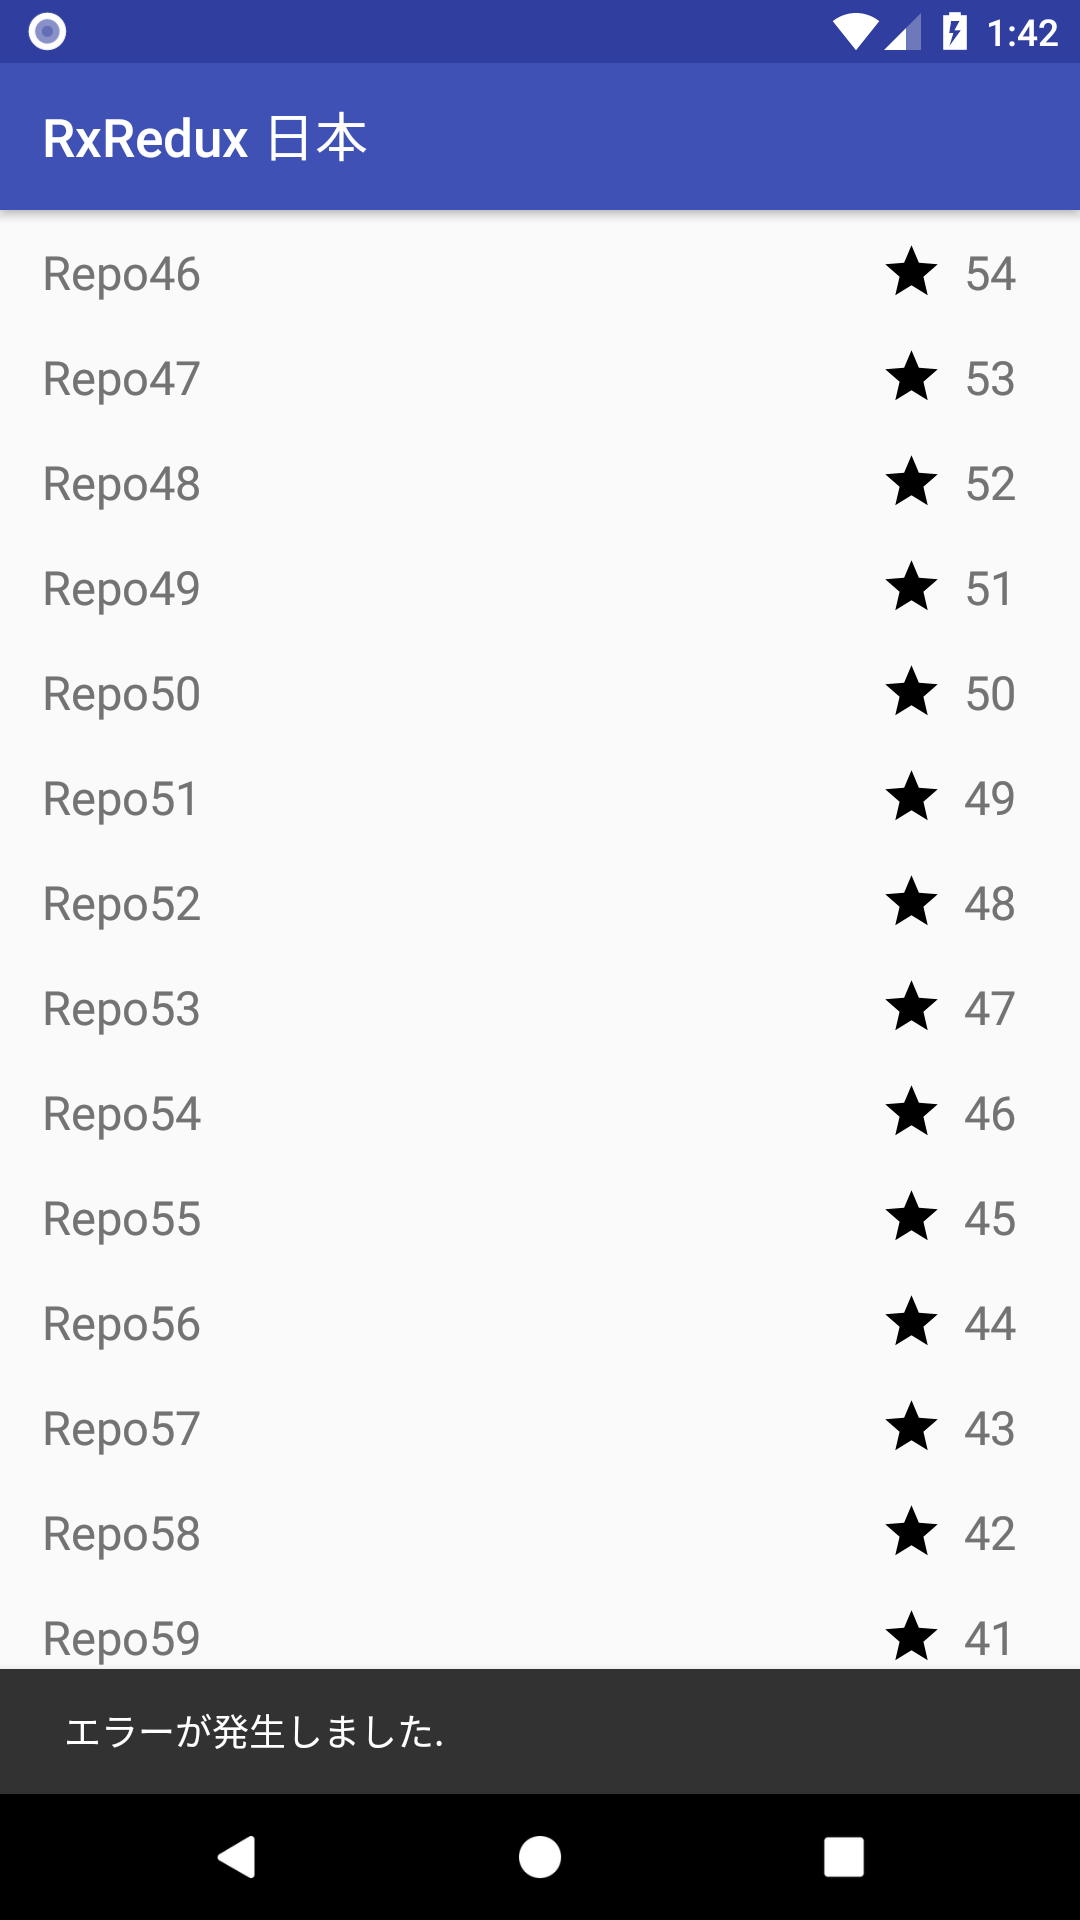 1:42
RxRedux 日本
Repo46 54
Repo47 53
Repo48 52
Repo49 51
Repo50 50
Repo51 49
Repo52 48
Repo53 47
Repo54 46
Repo55 45
Repo56 44
Repo57 43
Repo58 42
Repo59 41
エラーが発生しました.